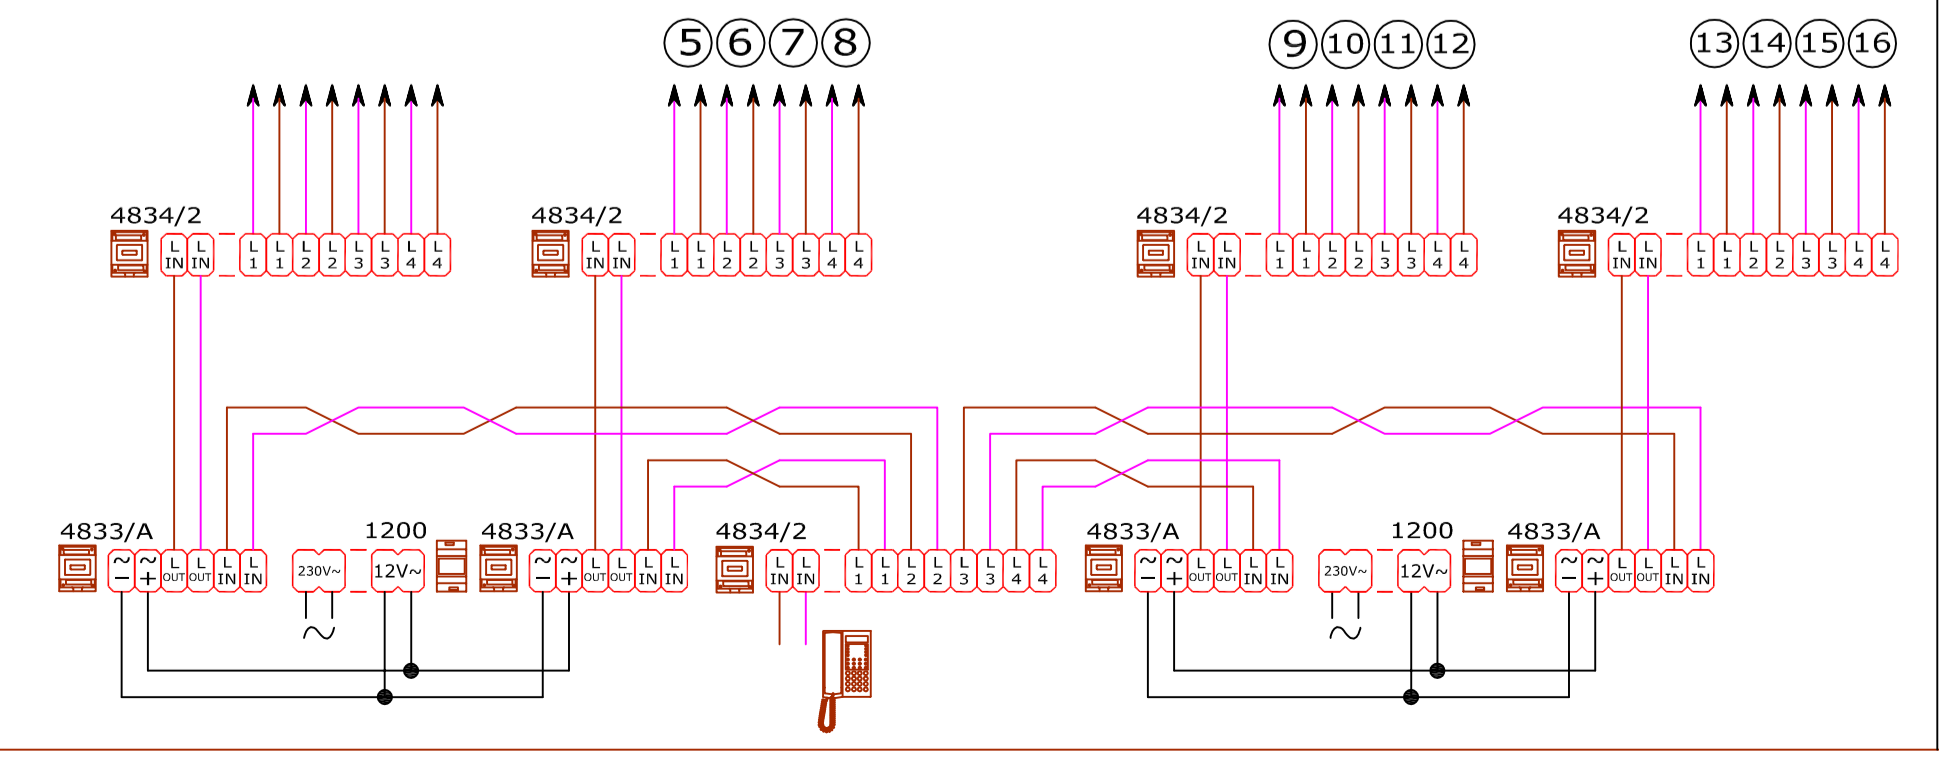 5 6 7 8 9 10 11 12 13 14 15 16
4834/2 4834/2 4834/2 4834/2
L IN L IN L 1 L 1 L 2 L 2 L 3 L 3 L 4 L 4 L IN L IN L 1 L 1 L 2 L 2 L 3 L 3 L 4 L 4 L IN L IN L 1 L 1 L 2 L 2 L 3 L 3 L 4 L 4 L IN L IN L 1 L 1 L 2 L 2 L 3 L 3 L 4 L 4
4833/A 1200 4833/A 4834/2 4833/A 1200 4833/A
~ − ~ + L OUT L OUT L IN L IN 230V~ 12V~ ~ − ~ + L OUT L OUT L IN L IN L IN L IN L 1 L 1 L 2 L 2 L 3 L 3 L 4 L 4 ~ − ~ + L OUT L OUT L IN L IN 230V~ 12V~ ~ − ~ + L OUT L OUT L IN L IN
~ ~